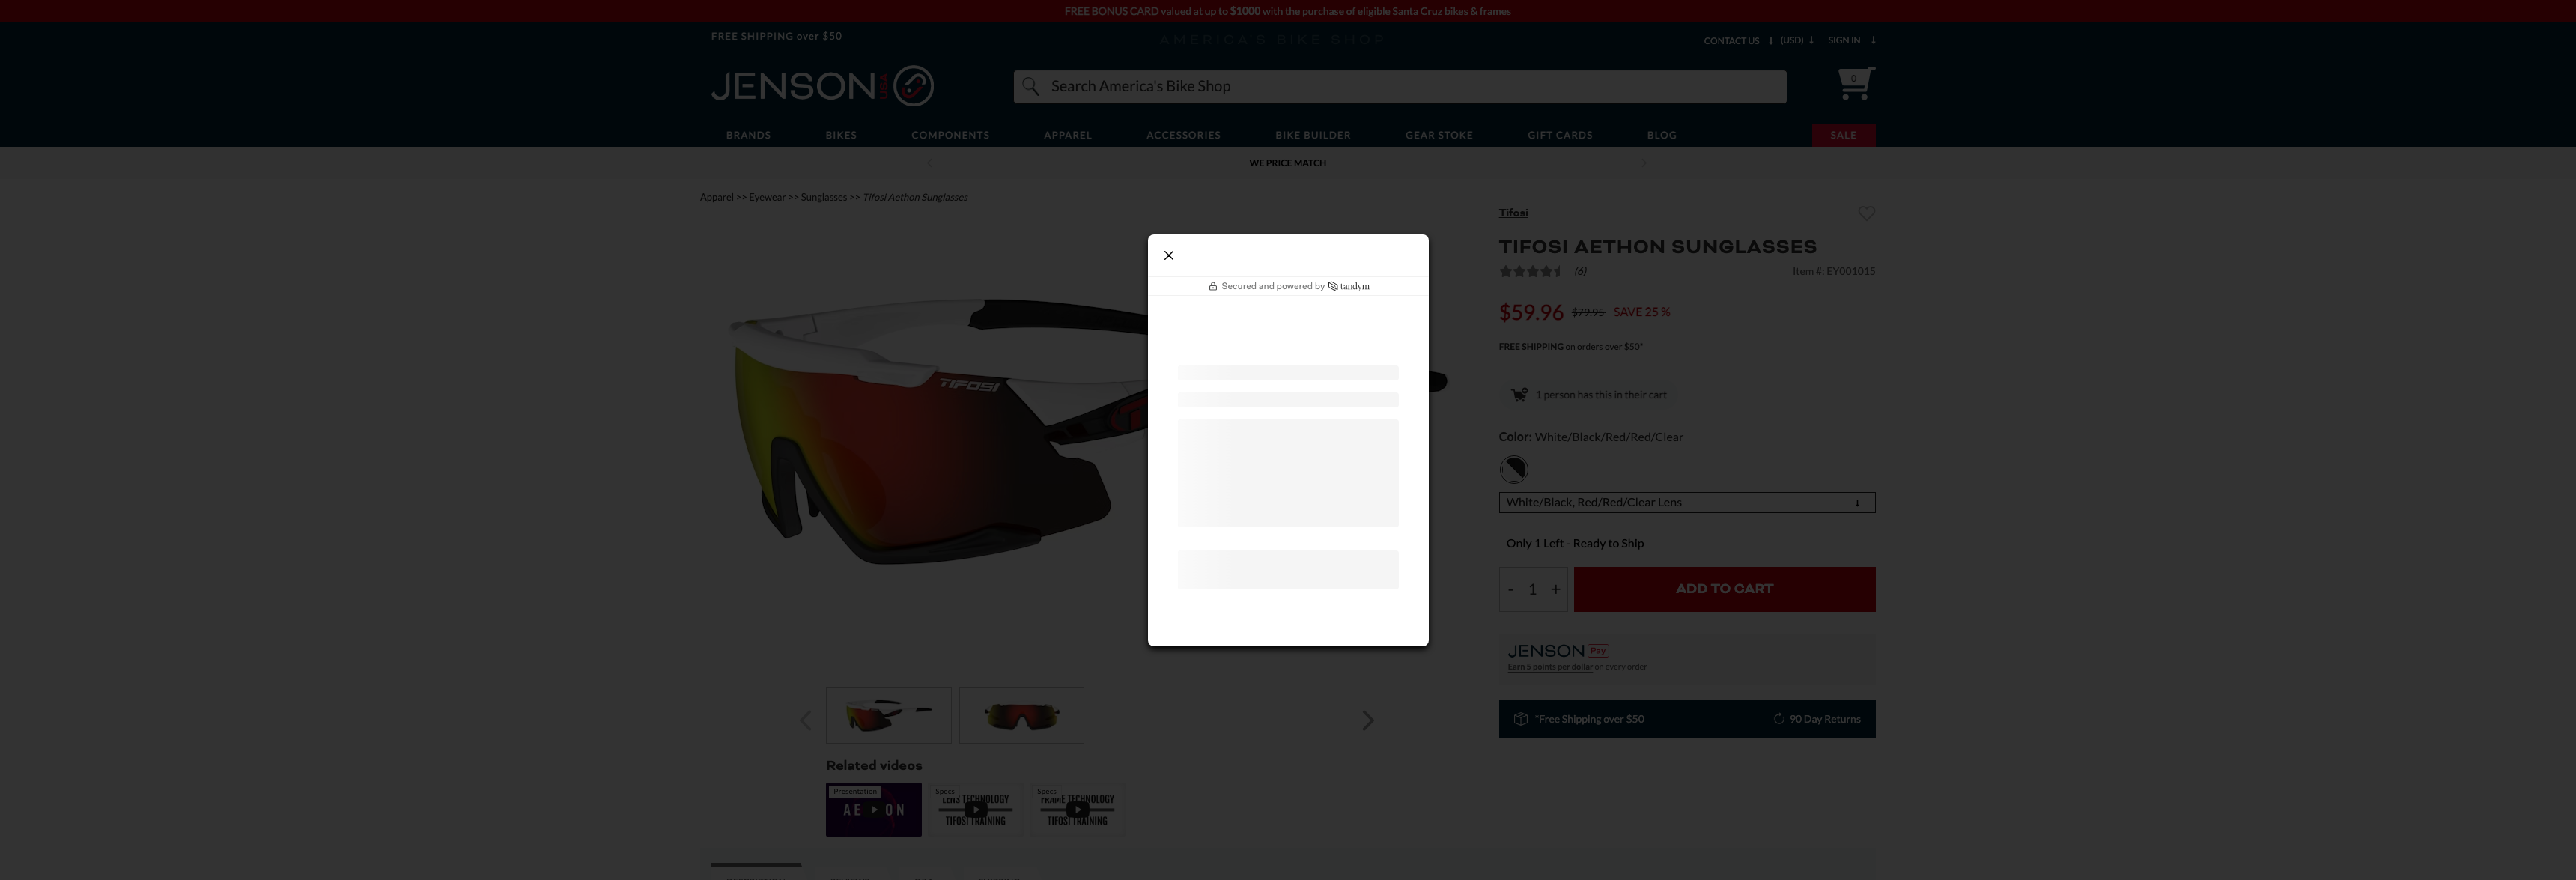 FREE BONUS CARD valued at up to $1000 with the purchase of eligible Santa Cruz bikes & frames
FREE SHIPPING over $50
AMERICA'S BIKE SHOP
CONTACT US
(USD)
SIGN IN
JENSON USA
Search America's Bike Shop
0
BRANDS
BIKES
COMPONENTS
APPAREL
ACCESSORIES
BIKE BUILDER
GEAR STOKE
GIFT CARDS
BLOG
SALE
WE PRICE MATCH
Apparel >> Eyewear >> Sunglasses >> Tifosi Aethon Sunglasses
Tifosi
TIFOSI AETHON SUNGLASSES
(6)
Item #: EY001015
$59.96 $79.95 SAVE 25 %
FREE SHIPPING on orders over $50*
1 person has this in their cart
Color: White/Black/Red/Red/Clear
White/Black, Red/Red/Clear Lens
Only 1 Left - Ready to Ship
- 1 +
ADD TO CART
JENSON Pay
Earn 5 points per dollar on every order
*Free Shipping over $50
90 Day Returns
Secured and powered by tandym
TIFOSI
Related videos
Presentation
AETHON
Specs
LENS TECHNOLOGY
TIFOSI TRAINING
Specs
FRAME TECHNOLOGY
TIFOSI TRAINING